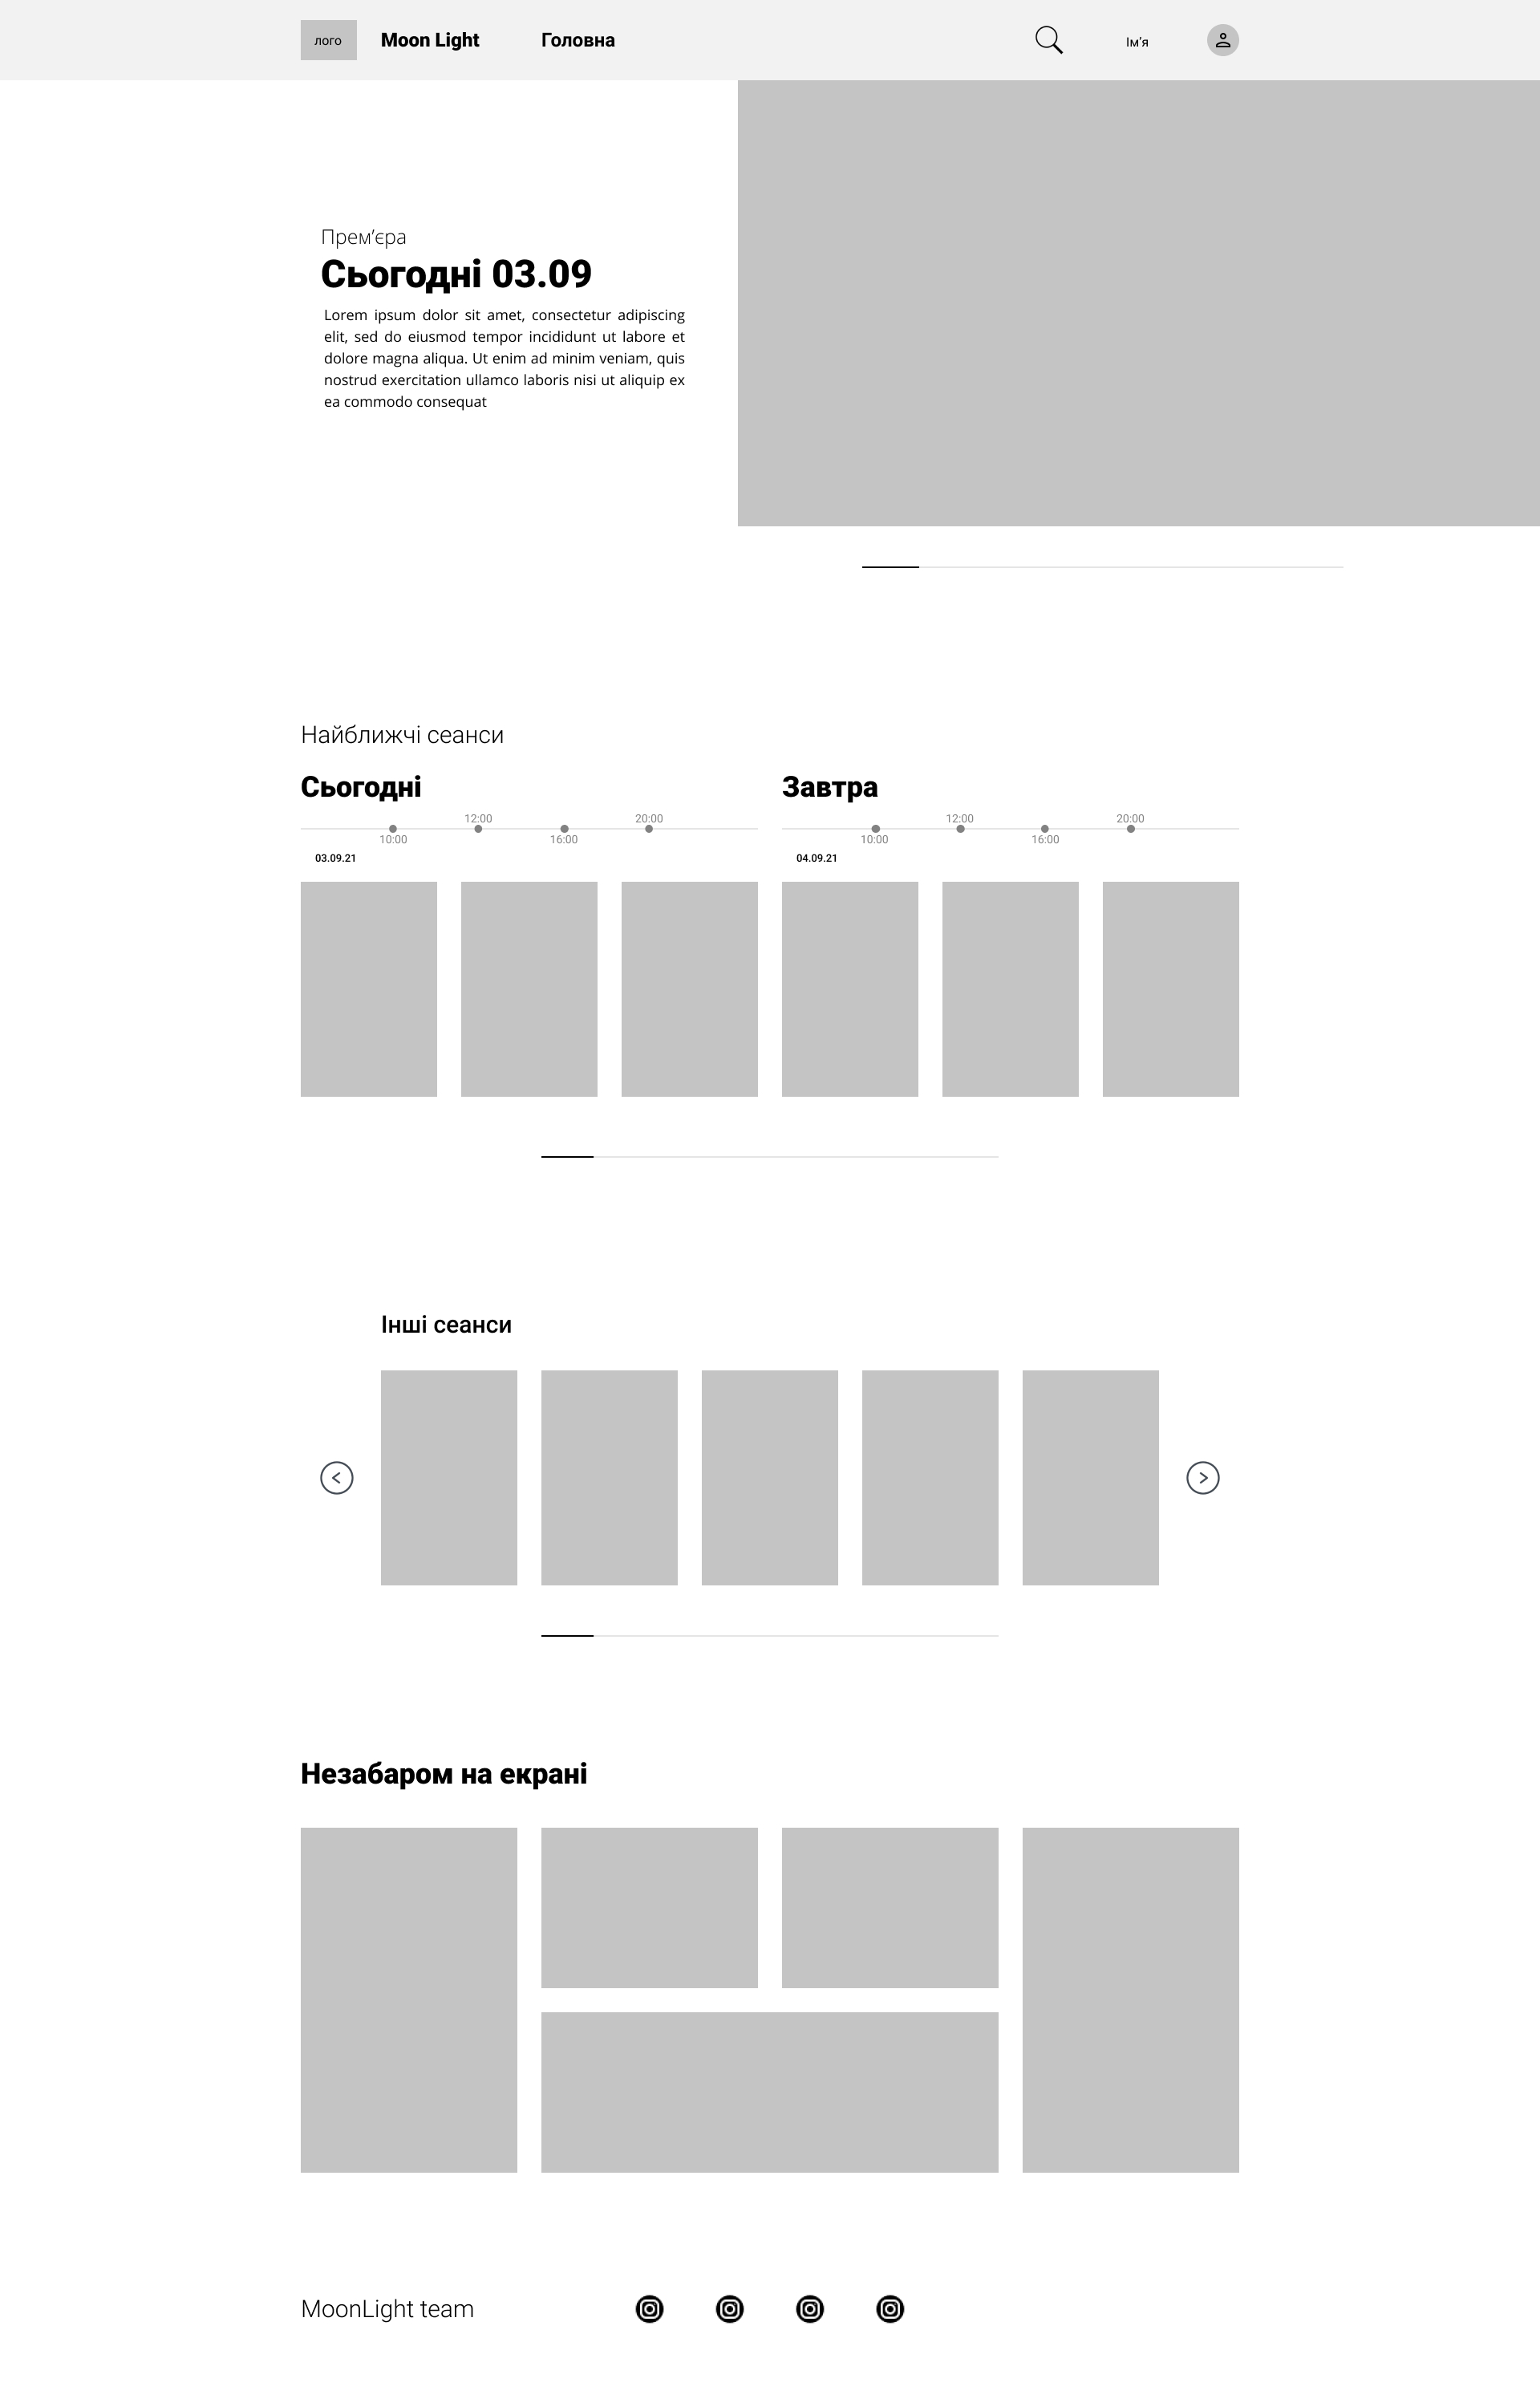 лого
Moon Light
Головна
Ім’я
Прем’єра
Сьогодні 03.09
Lorem ipsum dolor sit amet, consectetur adipiscing
elit, sed do eiusmod tempor incididunt ut labore et
dolore magna aliqua. Ut enim ad minim veniam, quis
nostrud exercitation ullamco laboris nisi ut aliquip ex
ea commodo consequat
Найближчі сеанси
Сьогодні
12:00
20:00
10:00
16:00
03.09.21
Завтра
12:00
20:00
10:00
16:00
04.09.21
Інші сеанси
Незабаром на екрані
MoonLight team